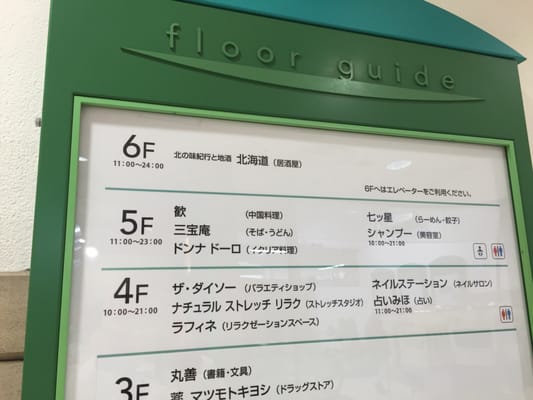 floor guide
6F
11:00〜24:00
北の味紀行と地酒 北海道（居酒屋）
6Fへはエレベーターをご利用ください。
5F
11:00〜23:00
歓（中国料理）
三宝庵（そば・うどん）
ドンナ ドーロ（イタリア料理）
七ッ星（らーめん・餃子）
シャンプー（美容室）
10:00〜21:00
4F
10:00〜21:00
ザ・ダイソー（バラエティショップ）
ナチュラル ストレッチ リラク（ストレッチスタジオ）
ラフィネ（リラクゼーションスペース）
ネイルステーション（ネイルサロン）
占いみほ（占い）
11:00〜21:00
3F
丸善（書籍・文具）
薬 マツモトキヨシ（ドラッグストア）